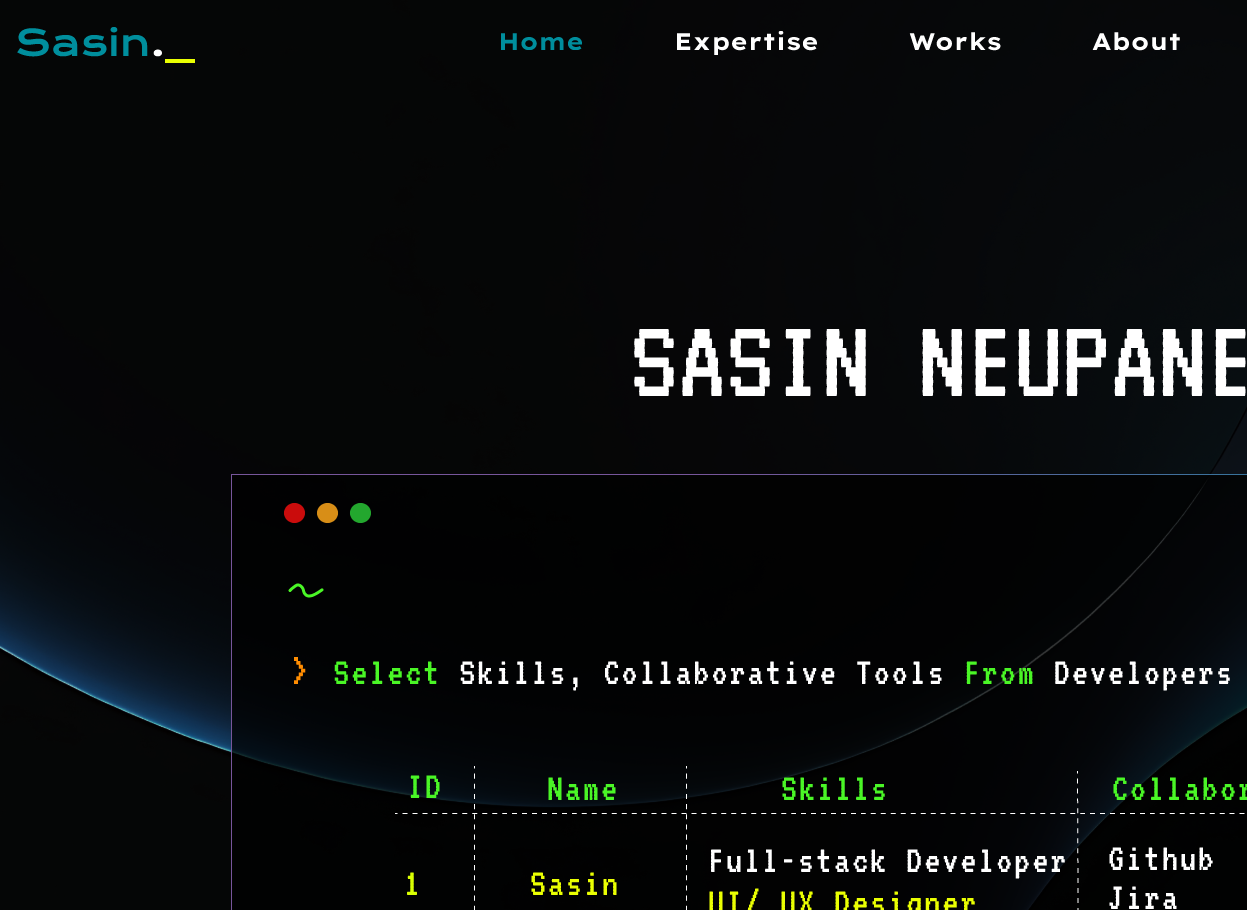 Sasin._
Home Expertise Works About
SASIN NEUPANE
~
> Select Skills, Collaborative Tools From Developers
ID Name Skills Collabor
1 Sasin Full-stack Developer Github
UI/ UX Designer Jira